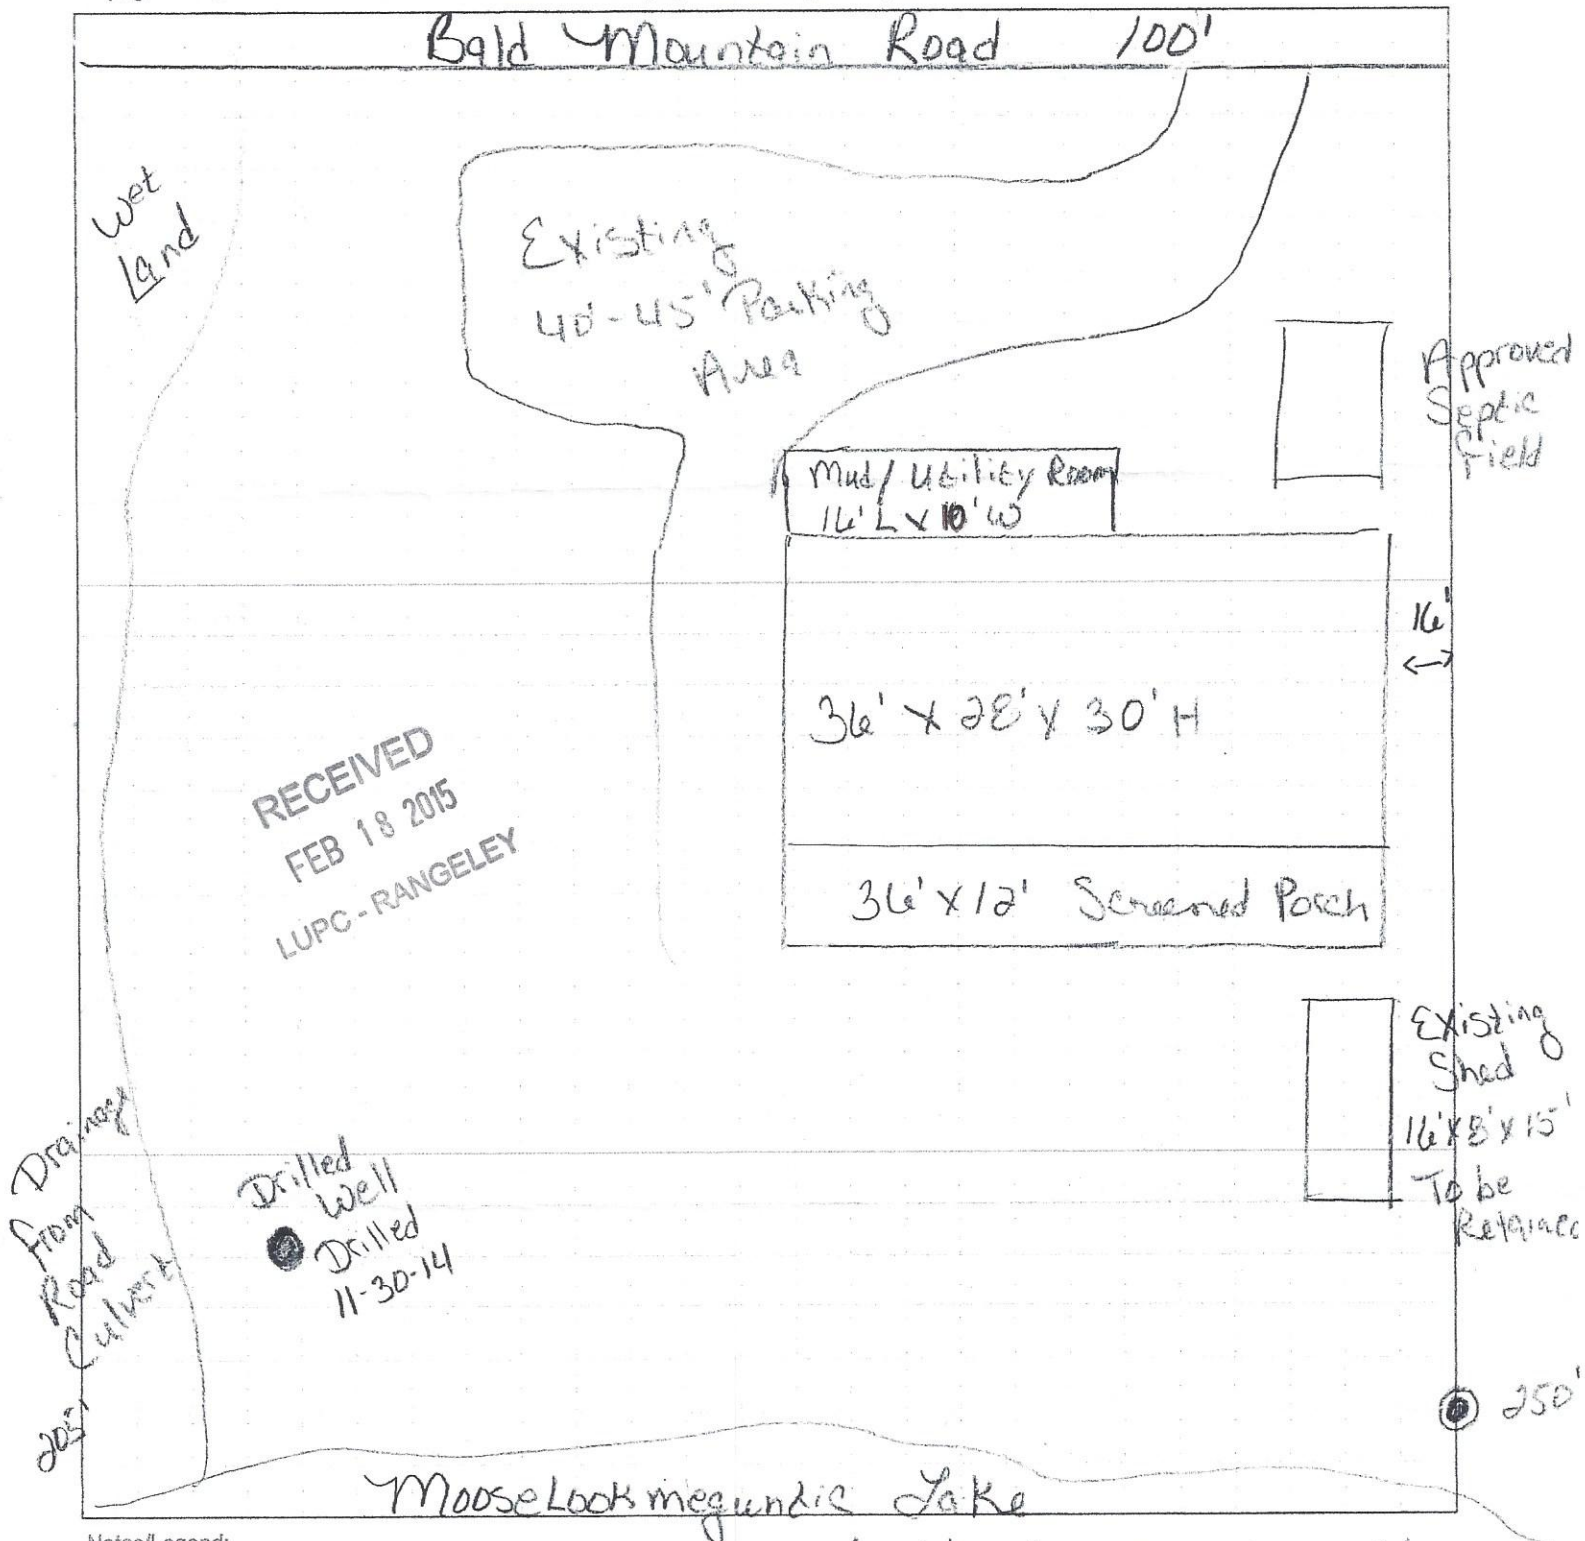 Bald Mountain Road 100'
Wet
Land
Existing
40'-45' Parking
Area
Approved
Septic
Field
Mud/Utility Room
16' L x 10' W
16'
36' x 28' x 30' H
RECEIVED
FEB 18 2015
LUPC - RANGELEY
36' x 12' Screened Porch
Existing
Shed
16' x 8' x 15'
To be
Drainage
From
Road
Culvert
Drilled
Well
Drilled
11-30-14
205'
250'
MooseLookmeguntic Lake
Notes/Legend: